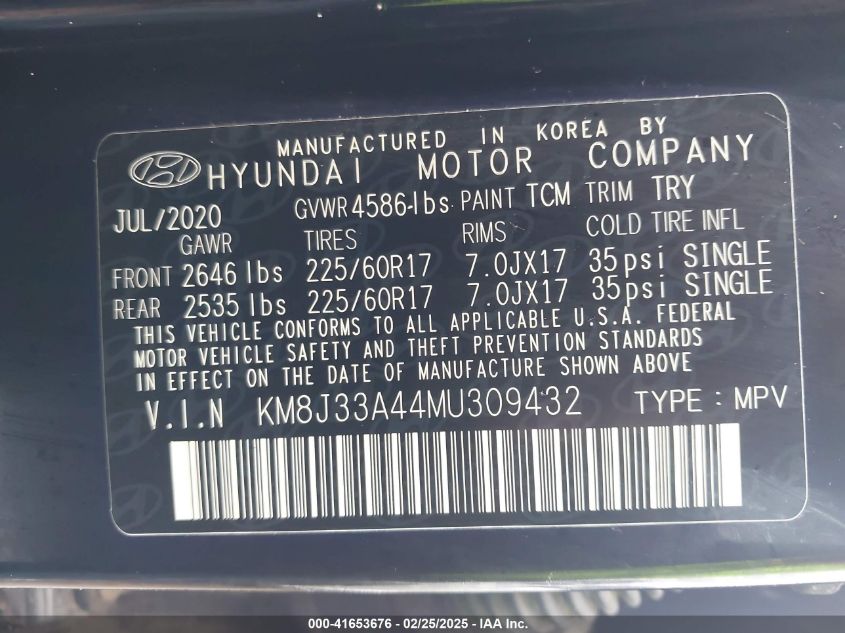 MANUFACTURED IN KOREA BY
HYUNDAI MOTOR COMPANY
JUL/2020 GVWR 4586-lbs PAINT TCM TRIM TRY
GAWR TIRES RIMS COLD TIRE INFL
FRONT 2646 lbs 225/60R17 7.0JX17 35psi SINGLE
REAR 2535 lbs 225/60R17 7.0JX17 35psi SINGLE
THIS VEHICLE CONFORMS TO ALL APPLICABLE U.S.A. FEDERAL
MOTOR VEHICLE SAFETY AND THEFT PREVENTION STANDARDS
IN EFFECT ON THE DATE OF MANUFACTURE SHOWN ABOVE
V.I.N KM8J33A44MU309432 TYPE : MPV
000-41653676 - 02/25/2025 - IAA Inc.